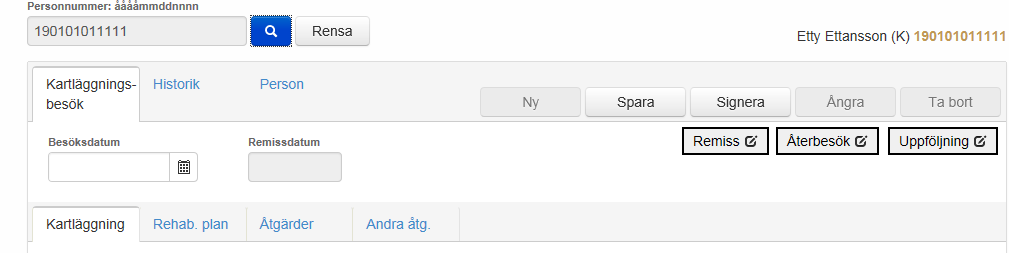 Personnummer: ååååmmddnnnn
190101011111 Rensa
Etty Ettansson (K) 190101011111
Kartläggnings-
besök
Historik Person
Ny Spara Signera Ångra Ta bort
Besöksdatum Remissdatum
Remiss Återbesök Uppföljning
Kartläggning Rehab. plan Åtgärder Andra åtg.